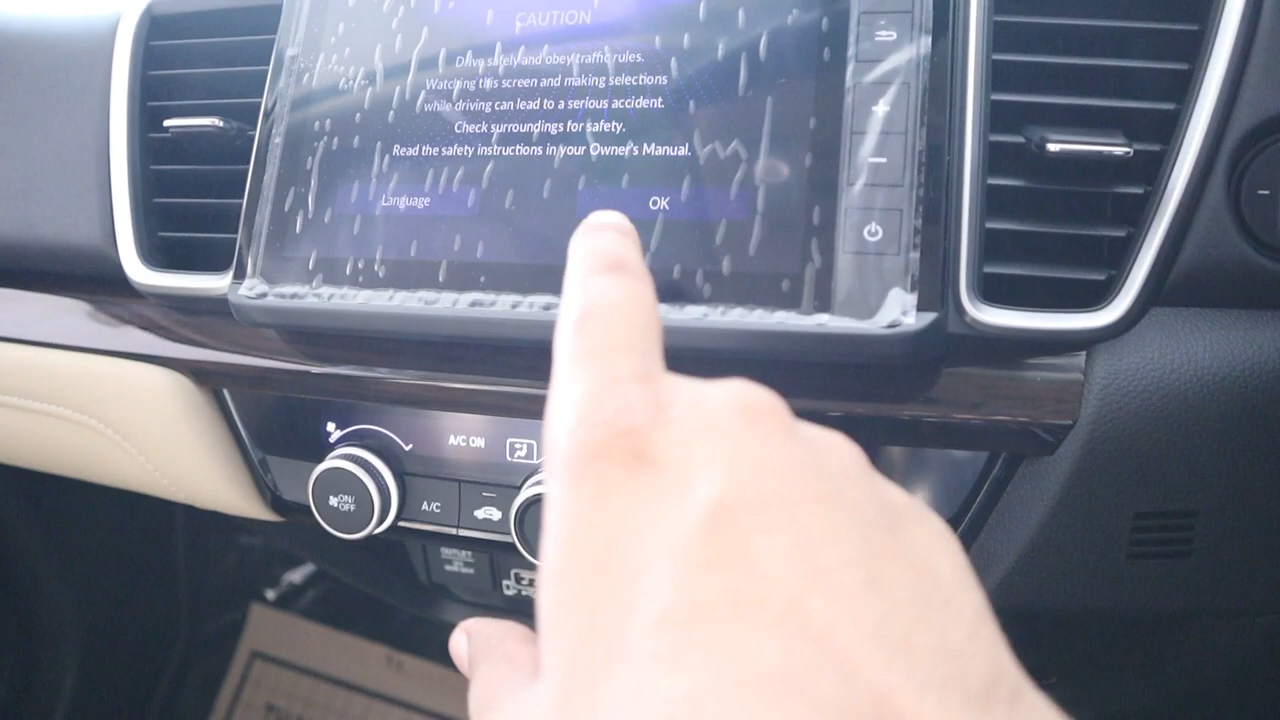 CAUTION
Drive safely and obey traffic rules.
Watching this screen and making selections
while driving can lead to a serious accident.
Check surroundings for safety.
Read the safety instructions in your Owner's Manual.
Language
OK
A/C ON
ON/
OFF
A/C
OUTLET